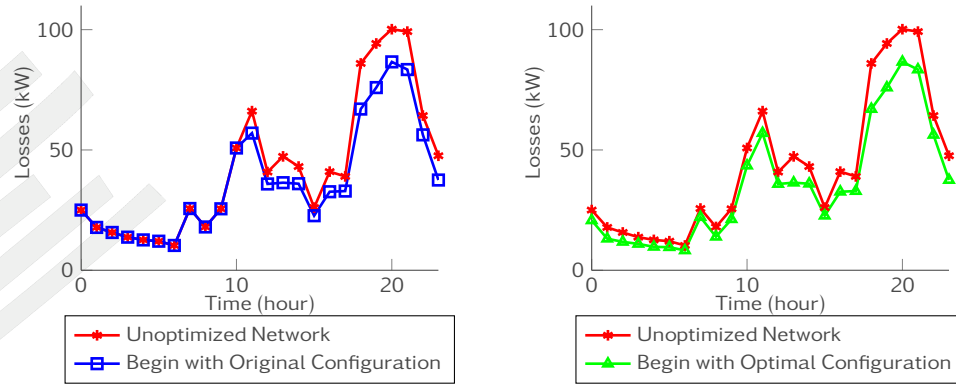 100
50
0
0
10
20
Losses (kW)
Time (hour)
Unoptimized Network
Begin with Original Configuration
100
50
0
0
10
20
Losses (kW)
Time (hour)
Unoptimized Network
Begin with Optimal Configuration